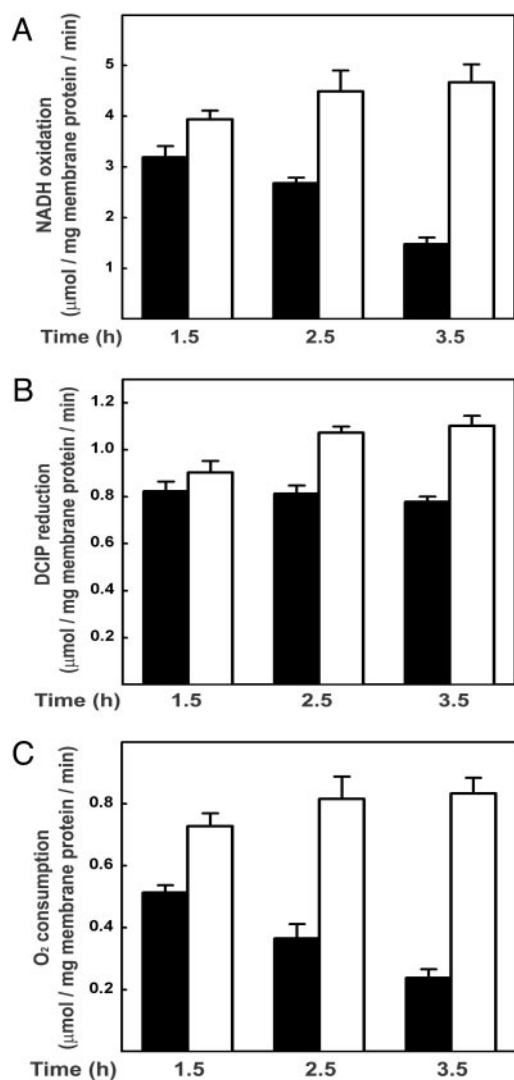 A
NADH oxidation
(μmol / mg membrane protein / min)
4
3
2
1
Time (h) 1.5 2.5 3.5
B
DCIP reduction
(μmol / mg membrane protein / min)
1.2
1.0
0.8
0.6
0.4
0.2
Time (h) 1.5 2.5 3.5
C
O₂ consumption
(μmol / mg membrane protein / min)
0.8
0.6
0.4
0.2
Time (h) 1.5 2.5 3.5